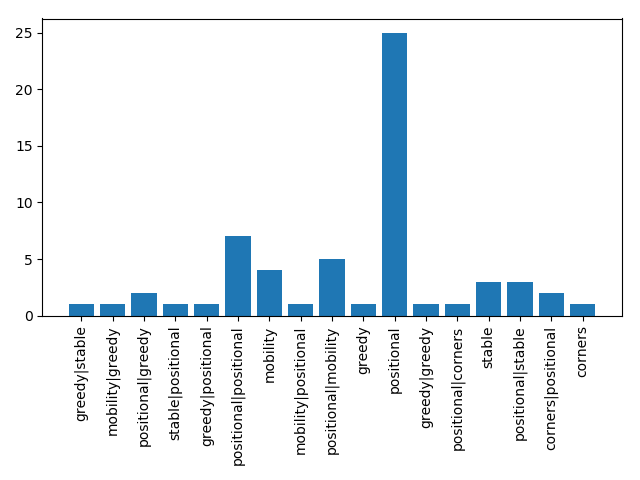 25
20
15
10
5
0
greedy|stable
mobility|greedy
positional|greedy
stable|positional
greedy|positional
positional|positional
mobility
mobility|positional
positional|mobility
greedy
positional
greedy|greedy
positional|corners
stable
positional|stable
corners|positional
corners